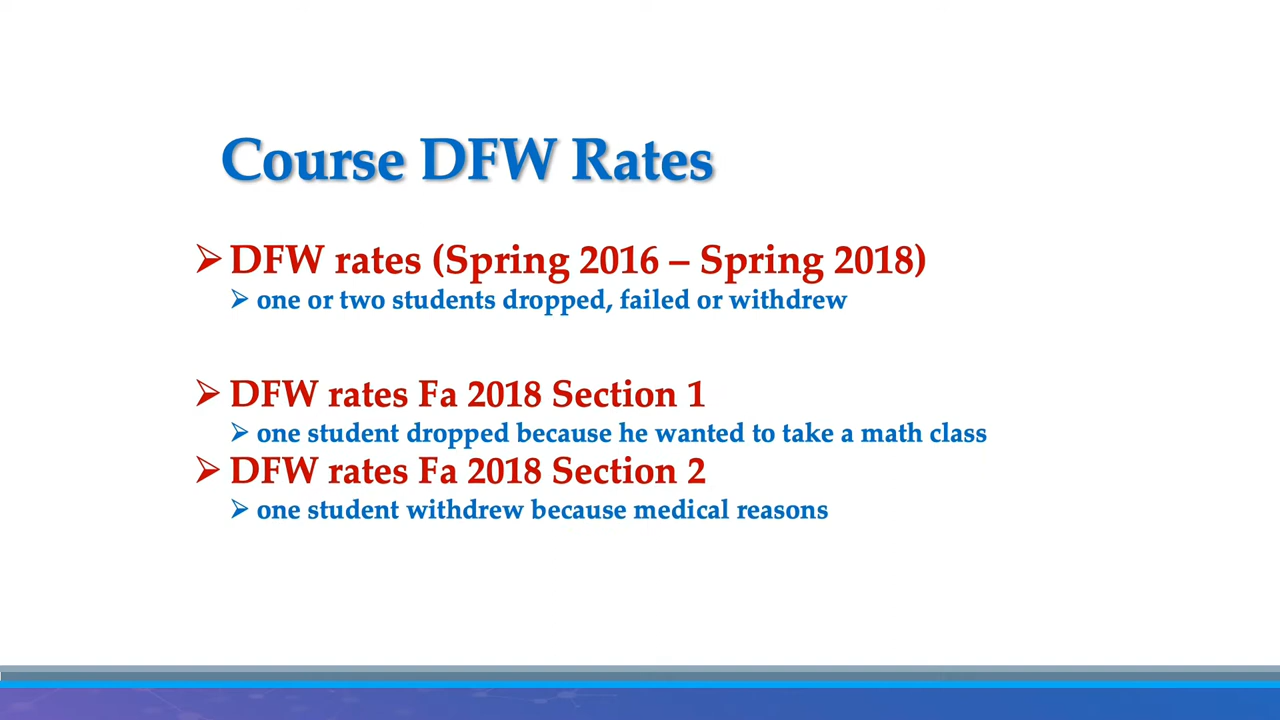 Course DFW Rates
DFW rates (Spring 2016 – Spring 2018)
one or two students dropped, failed or withdrew
DFW rates Fa 2018 Section 1
one student dropped because he wanted to take a math class
DFW rates Fa 2018 Section 2
one student withdrew because medical reasons